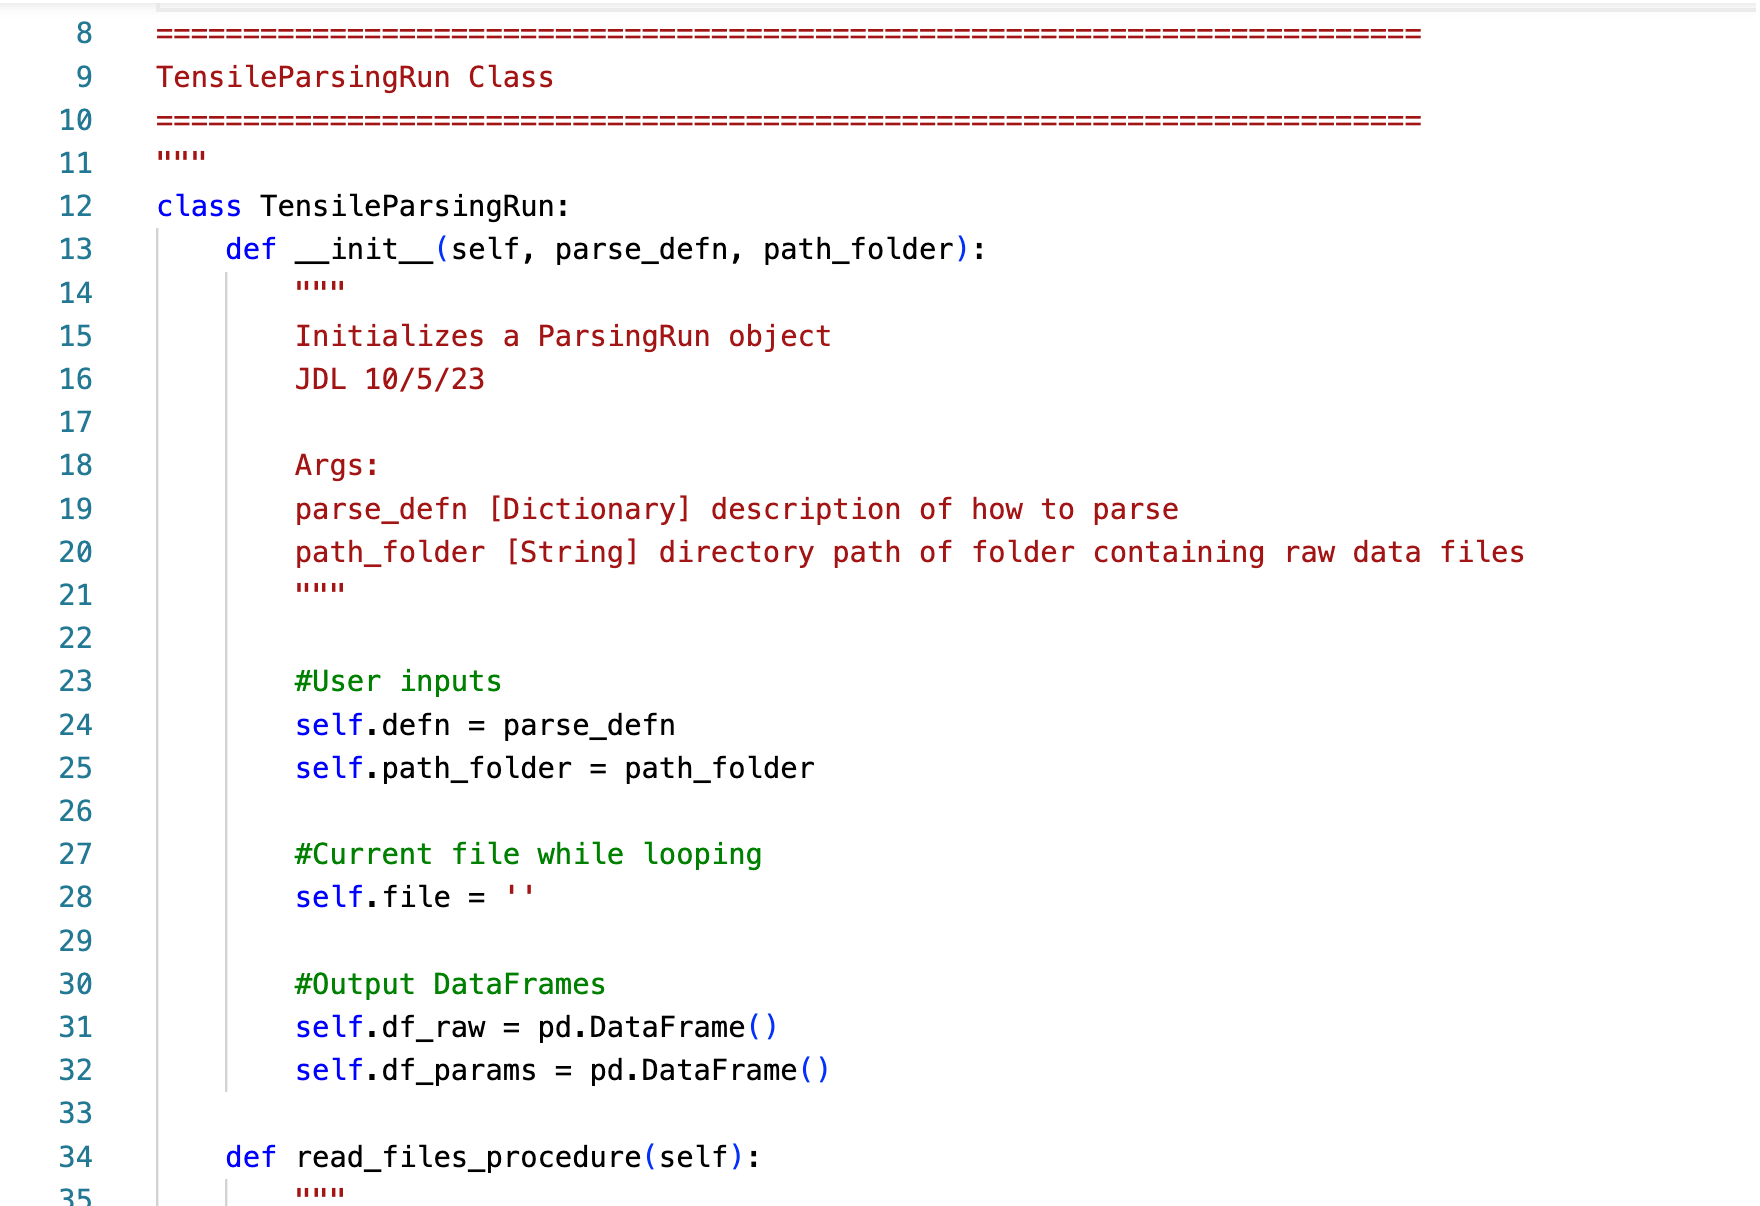 8 =========================================================================
9 TensileParsingRun Class
10 =========================================================================
11 """
12 class TensileParsingRun:
13     def __init__(self, parse_defn, path_folder):
14         """
15         Initializes a ParsingRun object
16         JDL 10/5/23
17
18         Args:
19         parse_defn [Dictionary] description of how to parse
20         path_folder [String] directory path of folder containing raw data files
21         """
22
23         #User inputs
24         self.defn = parse_defn
25         self.path_folder = path_folder
26
27         #Current file while looping
28         self.file = ''
29
30         #Output DataFrames
31         self.df_raw = pd.DataFrame()
32         self.df_params = pd.DataFrame()
33
34     def read_files_procedure(self):
35         """